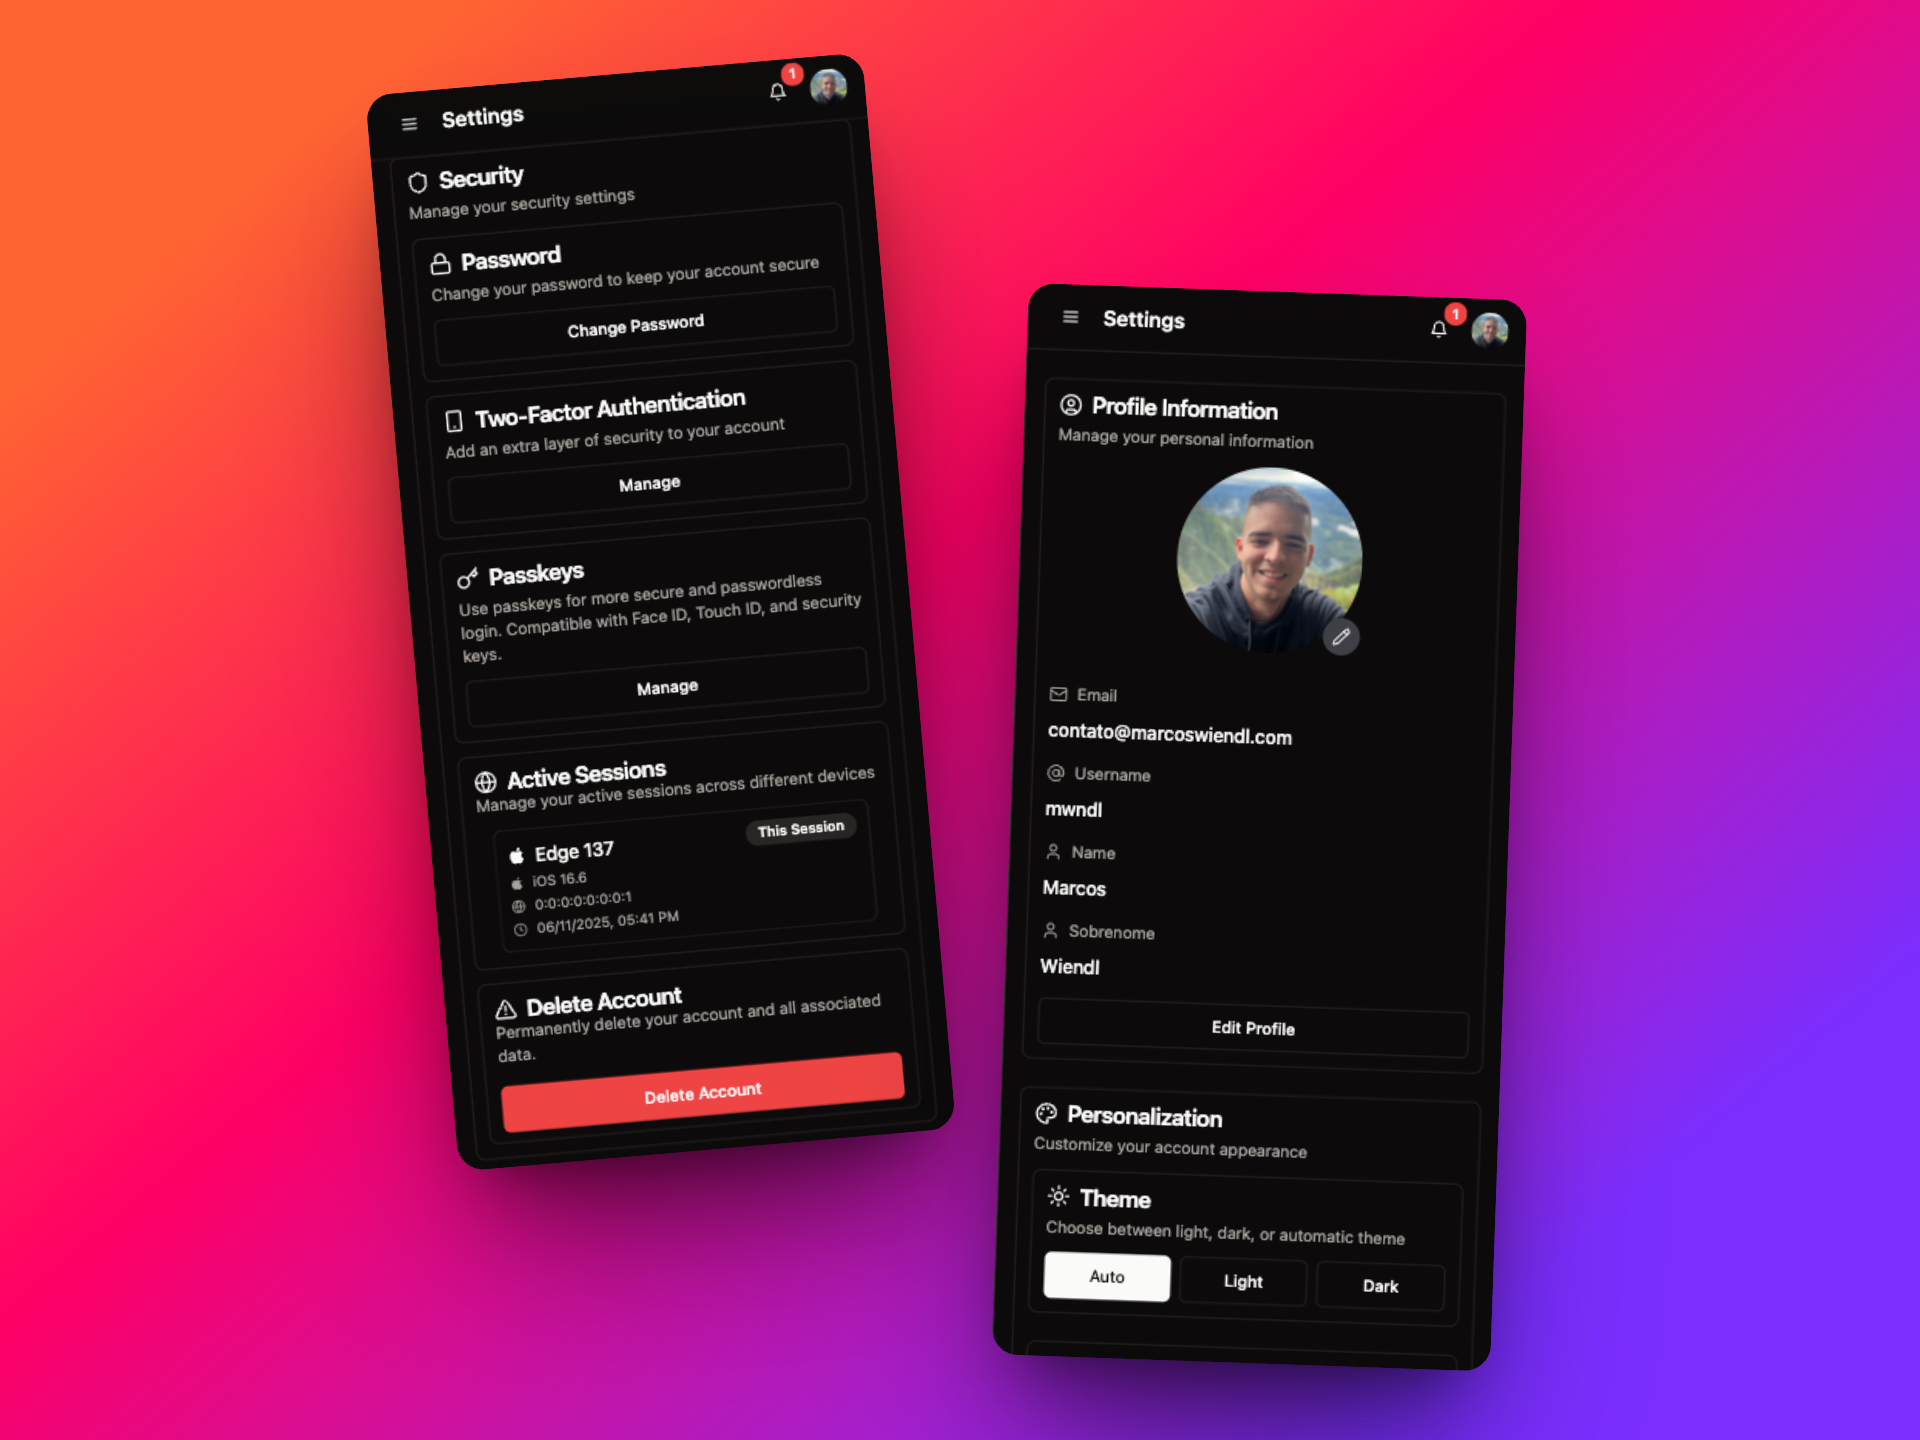 Settings
1
Security
Manage your security settings
Password
Change your password to keep your account secure
Change Password
Two-Factor Authentication
Add an extra layer of security to your account
Manage
Passkeys
Use passkeys for more secure and passwordless
login. Compatible with Face ID, Touch ID, and security
keys.
Manage
Active Sessions
Manage your active sessions across different devices
Edge 137
This Session
iOS 16.6
0:0:0:0:0:0:0:1
06/11/2025, 05:41 PM
Delete Account
Permanently delete your account and all associated
data.
Delete Account
Settings
1
Profile Information
Manage your personal information
Email
contato@marcoswiendl.com
Username
mwndl
Name
Marcos
Sobrenome
Wiendl
Edit Profile
Personalization
Customize your account appearance
Theme
Choose between light, dark, or automatic theme
Auto
Light
Dark